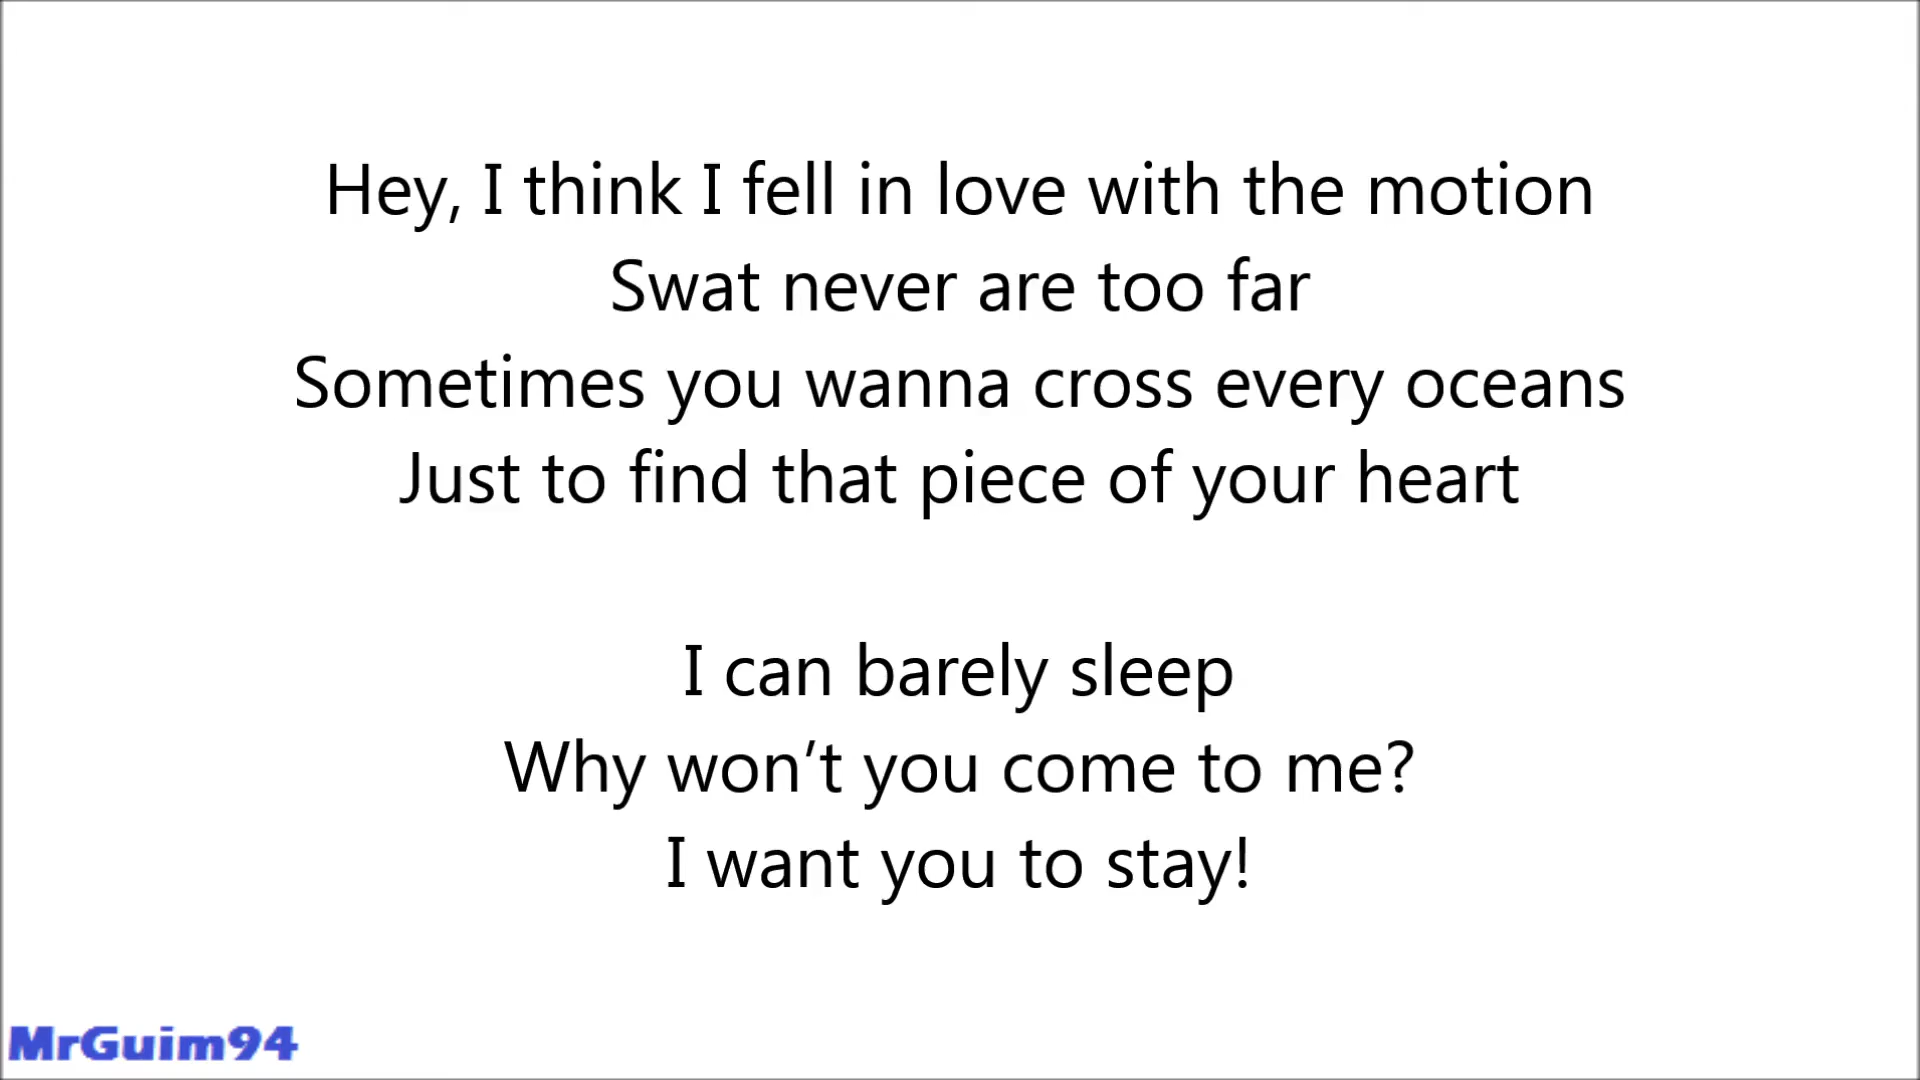 Hey, I think I fell in love with the motion
Swat never are too far
Sometimes you wanna cross every oceans
Just to find that piece of your heart
I can barely sleep
Why won’t you come to me?
I want you to stay!
MrGuim94